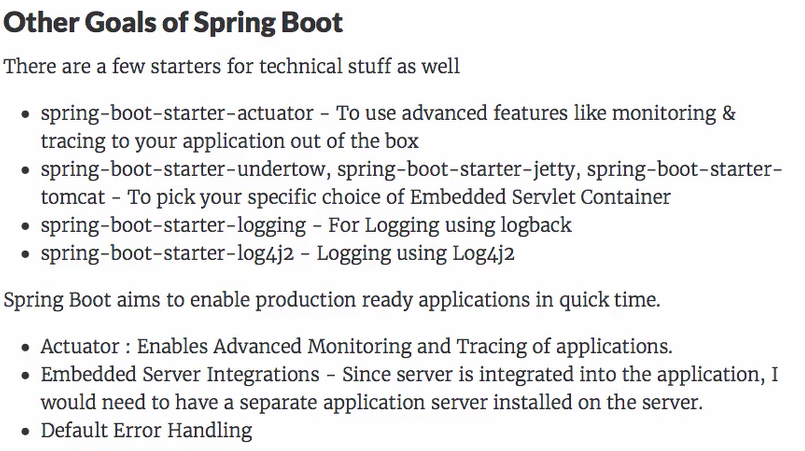 Other Goals of Spring Boot
There are a few starters for technical stuff as well
• spring-boot-starter-actuator - To use advanced features like monitoring &
tracing to your application out of the box
• spring-boot-starter-undertow, spring-boot-starter-jetty, spring-boot-starter-
tomcat - To pick your specific choice of Embedded Servlet Container
• spring-boot-starter-logging - For Logging using logback
• spring-boot-starter-log4j2 - Logging using Log4j2
Spring Boot aims to enable production ready applications in quick time.
• Actuator : Enables Advanced Monitoring and Tracing of applications.
• Embedded Server Integrations - Since server is integrated into the application, I
would need to have a separate application server installed on the server.
• Default Error Handling